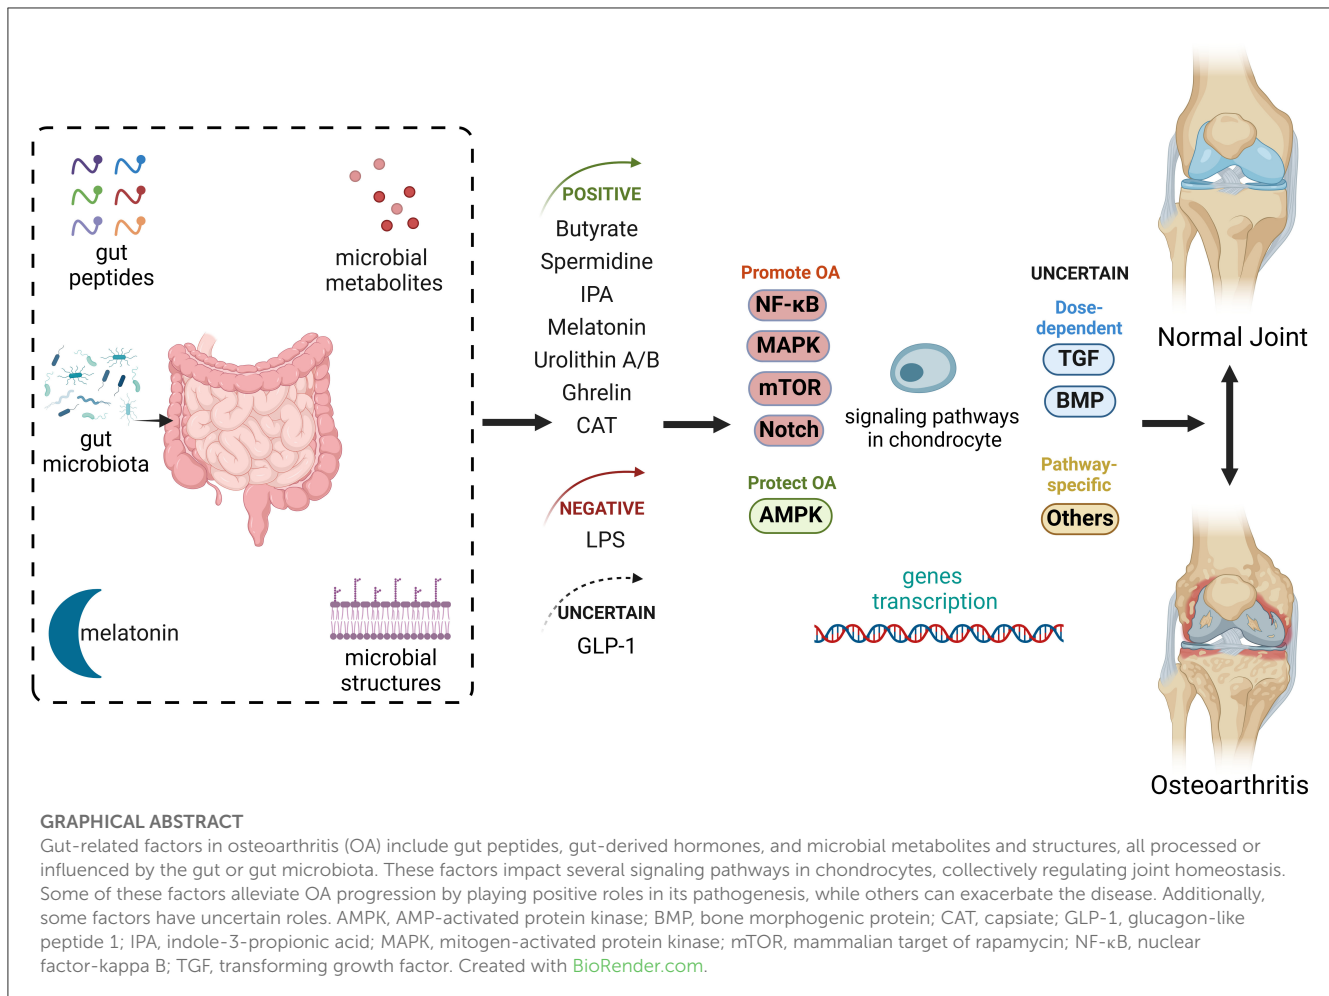 gut
peptides
microbial
metabolites
gut
microbiota
melatonin
microbial
structures
POSITIVE
Butyrate
Spermidine
IPA
Melatonin
Urolithin A/B
Ghrelin
CAT
NEGATIVE
LPS
UNCERTAIN
GLP-1
Promote OA
NF-κB
MAPK
mTOR
Notch
Protect OA
AMPK
signaling pathways
in chondrocyte
genes
transcription
UNCERTAIN
Dose-
dependent
TGF
BMP
Pathway-
specific
Others
Normal Joint
Osteoarthritis
GRAPHICAL ABSTRACT
Gut-related factors in osteoarthritis (OA) include gut peptides, gut-derived hormones, and microbial metabolites and structures, all processed or
influenced by the gut or gut microbiota. These factors impact several signaling pathways in chondrocytes, collectively regulating joint homeostasis.
Some of these factors alleviate OA progression by playing positive roles in its pathogenesis, while others can exacerbate the disease. Additionally,
some factors have uncertain roles. AMPK, AMP-activated protein kinase; BMP, bone morphogenic protein; CAT, capsiate; GLP-1, glucagon-like
peptide 1; IPA, indole-3-propionic acid; MAPK, mitogen-activated protein kinase; mTOR, mammalian target of rapamycin; NF-κB, nuclear
factor-kappa B; TGF, transforming growth factor. Created with BioRender.com.